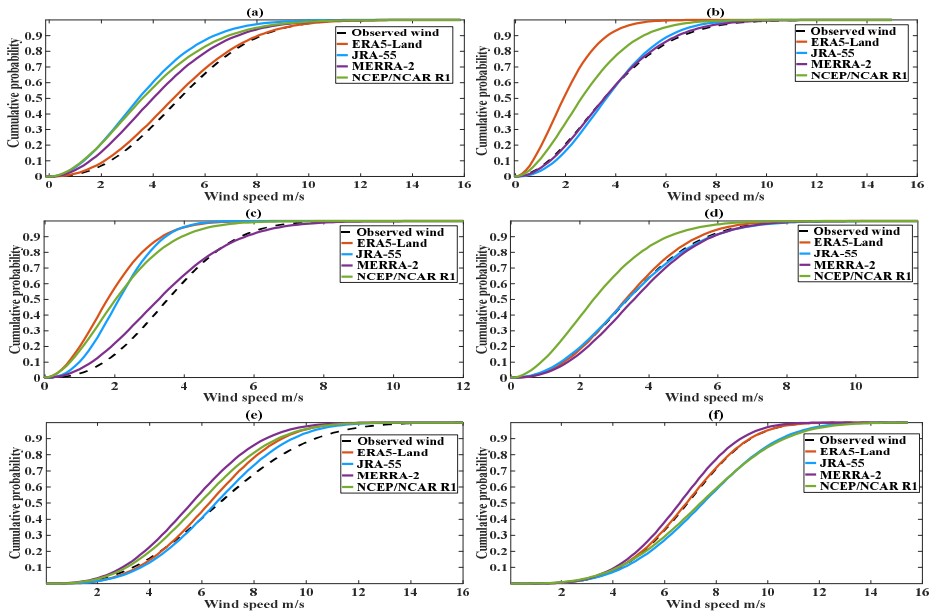 (a)
Cumulative probability
0.9
0.8
0.7
0.6
0.5
0.4
0.3
0.2
0.1
0
Observed wind
ERA5-Land
JRA-55
MERRA-2
NCEP/NCAR R1
0 2 4 6 8 10 12 14 16
Wind speed m/s
(b)
Cumulative probability
0.9
0.8
0.7
0.6
0.5
0.4
0.3
0.2
0.1
0
Observed wind
ERA5-Land
JRA-55
MERRA-2
NCEP/NCAR R1
0 2 4 6 8 10 12 14 16
Wind speed m/s
(c)
Cumulative probability
0.9
0.8
0.7
0.6
0.5
0.4
0.3
0.2
0.1
0
Observed wind
ERA5-Land
JRA-55
MERRA-2
NCEP/NCAR R1
0 2 4 6 8 10 12
Wind speed m/s
(d)
Cumulative probability
0.9
0.8
0.7
0.6
0.5
0.4
0.3
0.2
0.1
0
Observed wind
ERA5-Land
JRA-55
MERRA-2
NCEP/NCAR R1
0 2 4 6 8 10
Wind speed m/s
(e)
Cumulative probability
0.9
0.8
0.7
0.6
0.5
0.4
0.3
0.2
0.1
Observed wind
ERA5-Land
JRA-55
MERRA-2
NCEP/NCAR R1
2 4 6 8 10 12 14 16
Wind speed m/s
(f)
Cumulative probability
0.9
0.8
0.7
0.6
0.5
0.4
0.3
0.2
0.1
Observed wind
ERA5-Land
JRA-55
MERRA-2
NCEP/NCAR R1
2 4 6 8 10 12 14 16
Wind speed m/s